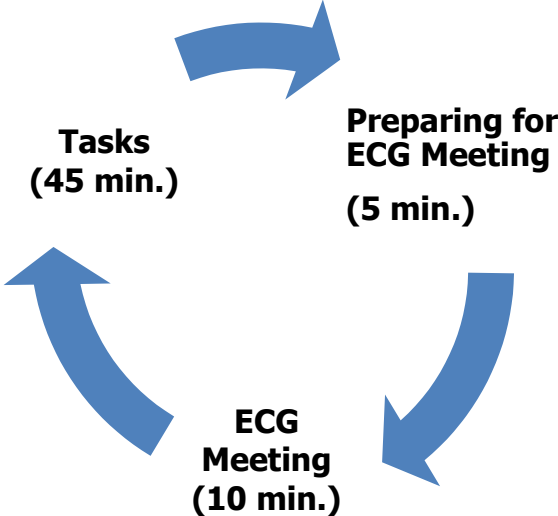 Tasks
(45 min.)
Preparing for
ECG Meeting
(5 min.)
ECG
Meeting
(10 min.)